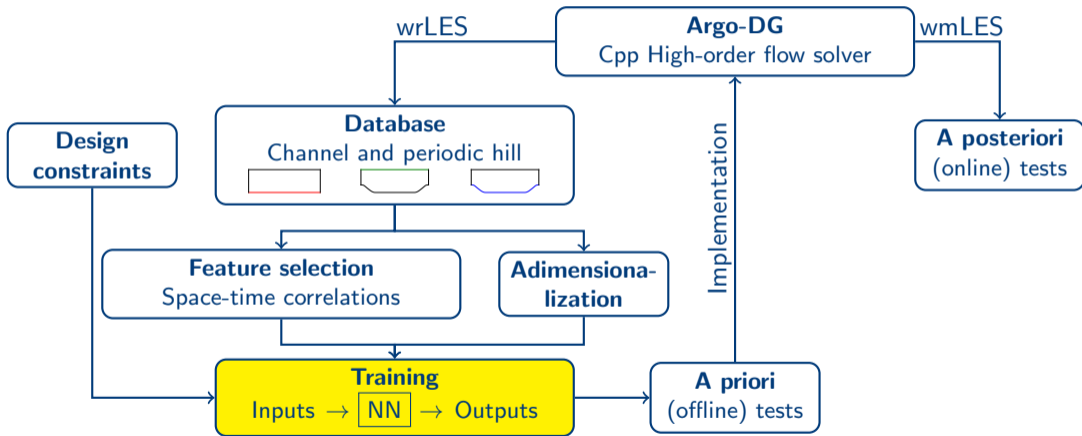 Argo-DG
Cpp High-order flow solver
wrLES
wmLES
Database
Channel and periodic hill
Design
constraints
A posteriori
(online) tests
Implementation
Feature selection
Space-time correlations
Adimensiona-
lization
Training
Inputs → NN → Outputs
A priori
(offline) tests